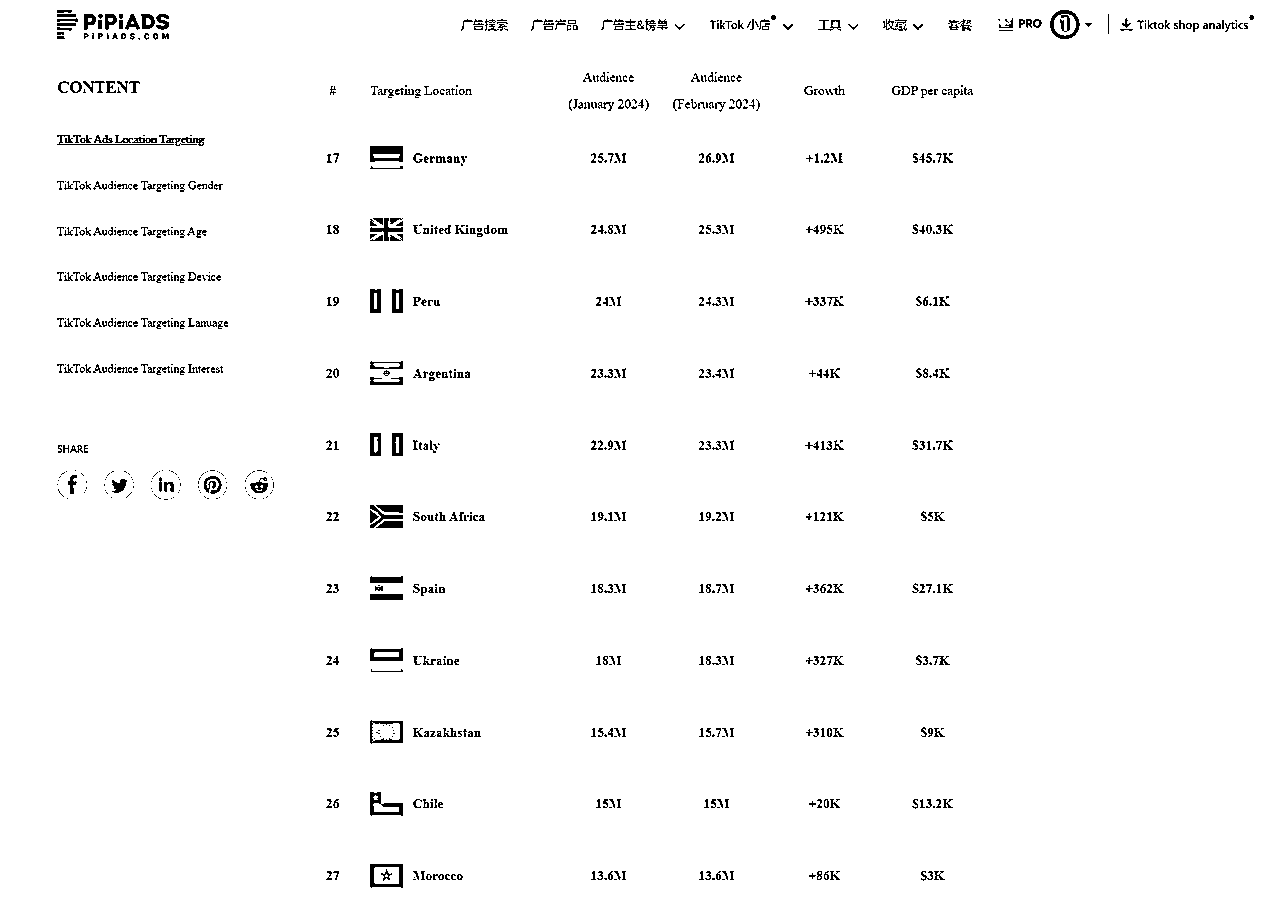 PiPiADS
PIPIADS.COM
广告搜索 广告产品 广告主&榜单 TikTok 小店 工具 收藏 套餐 PRO Tiktok shop analytics
CONTENT
TikTok Ads Location Targeting
TikTok Audience Targeting Gender
TikTok Audience Targeting Age
TikTok Audience Targeting Device
TikTok Audience Targeting Lanuage
TikTok Audience Targeting Interest
SHARE
# Targeting Location Audience (January 2024) Audience (February 2024) Growth GDP per capita
17 Germany 25.7M 26.9M +1.2M $45.7K
18 United Kingdom 24.8M 25.3M +495K $40.3K
19 Peru 24M 24.3M +337K $6.1K
20 Argentina 23.3M 23.4M +44K $8.4K
21 Italy 22.9M 23.3M +413K $31.7K
22 South Africa 19.1M 19.2M +121K $5K
23 Spain 18.3M 18.7M +362K $27.1K
24 Ukraine 18M 18.3M +327K $3.7K
25 Kazakhstan 15.4M 15.7M +310K $9K
26 Chile 15M 15M +20K $13.2K
27 Morocco 13.6M 13.6M +86K $3K